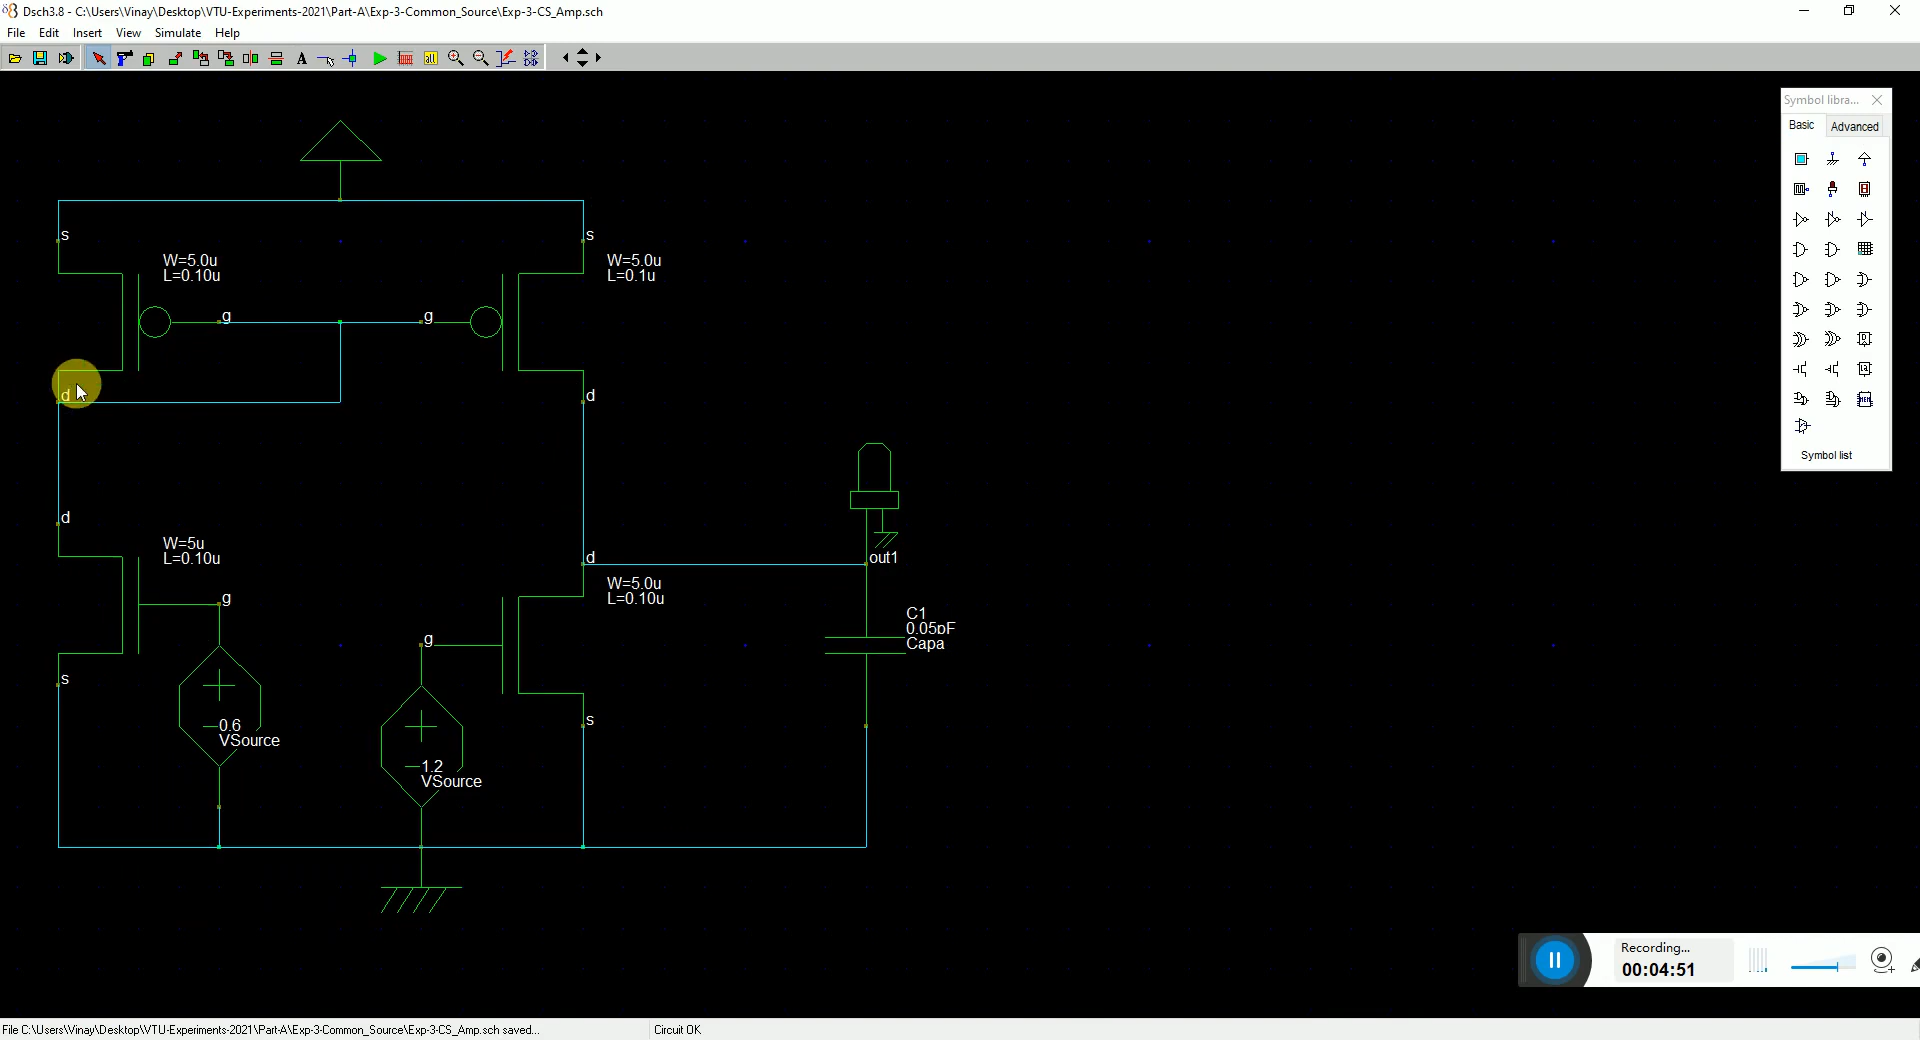 Dsch3.8 - C:\Users\Vinay\Desktop\VTU-Experiments-2021\Part-A\Exp-3-Common_Source\Exp-3-CS_Amp.sch
File Edit Insert View Simulate Help
Symbol libra...
Basic Advanced
Symbol list
s
W=5.0u
L=0.10u
g
d
s
W=5.0u
L=0.1u
g
d
d
W=5u
L=0.10u
g
s
0.6
VSource
d
W=5.0u
L=0.10u
g
s
1.2
VSource
out1
C1
0.05pF
Capa
Recording...
00:04:51
File C:\Users\Vinay\Desktop\VTU-Experiments-2021\Part-A\Exp-3-Common_Source\Exp-3-CS_Amp.sch saved...
Circuit OK